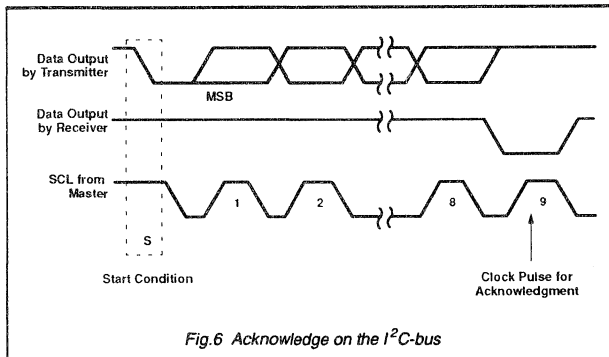 Data Output
by Transmitter
MSB
Data Output
by Receiver
SCL from
Master
1
2
8
9
S
Start Condition
Clock Pulse for
Acknowledgment
Fig.6 Acknowledge on the I²C-bus